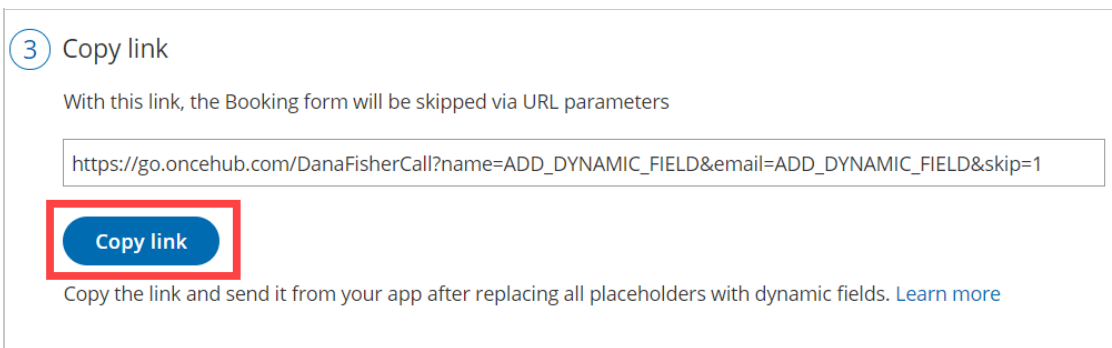 3 Copy link
With this link, the Booking form will be skipped via URL parameters
https://go.oncehub.com/DanaFisherCall?name=ADD_DYNAMIC_FIELD&email=ADD_DYNAMIC_FIELD&skip=1
Copy link
Copy the link and send it from your app after replacing all placeholders with dynamic fields. Learn more